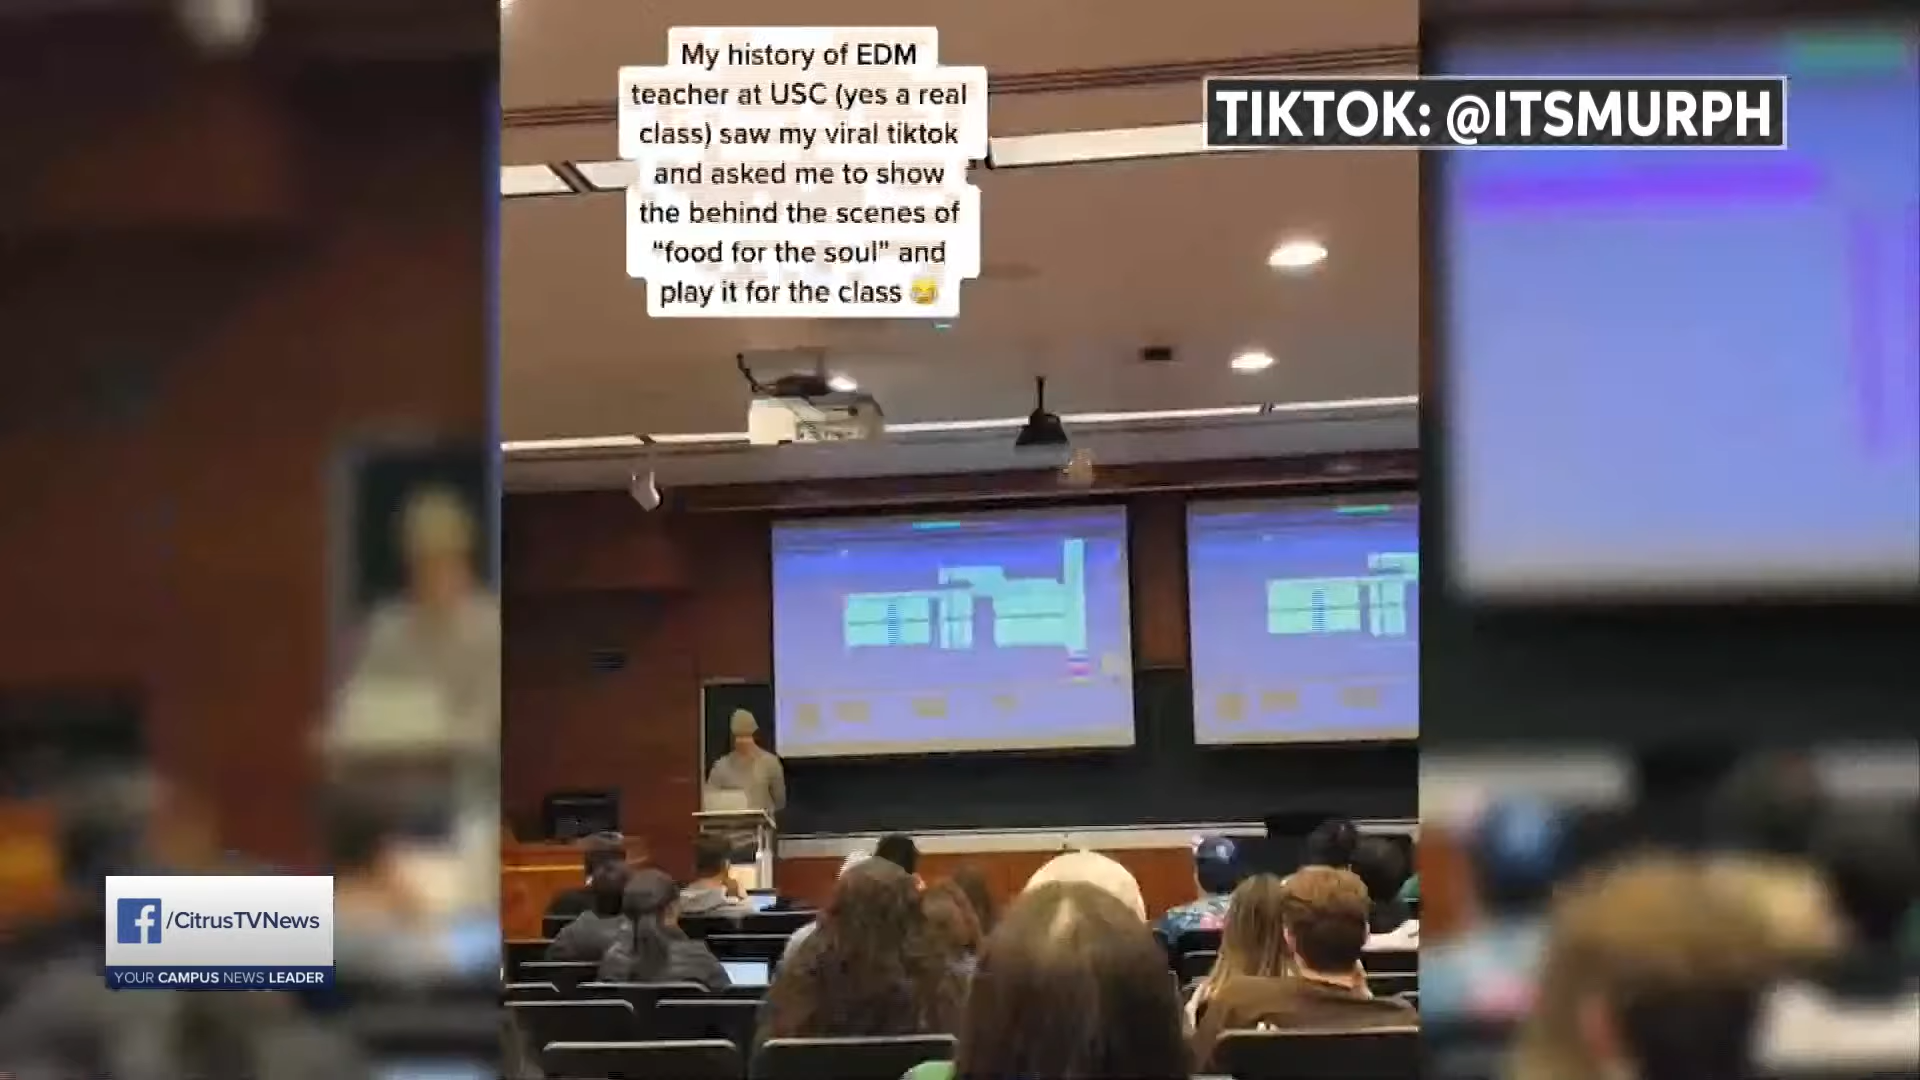 My history of EDM
teacher at USC (yes a real
class) saw my viral tiktok
and asked me to show
the behind the scenes of
“food for the soul” and
play it for the class 😂
TIKTOK: @ITSMURPH
/CitrusTVNews
YOUR CAMPUS NEWS LEADER